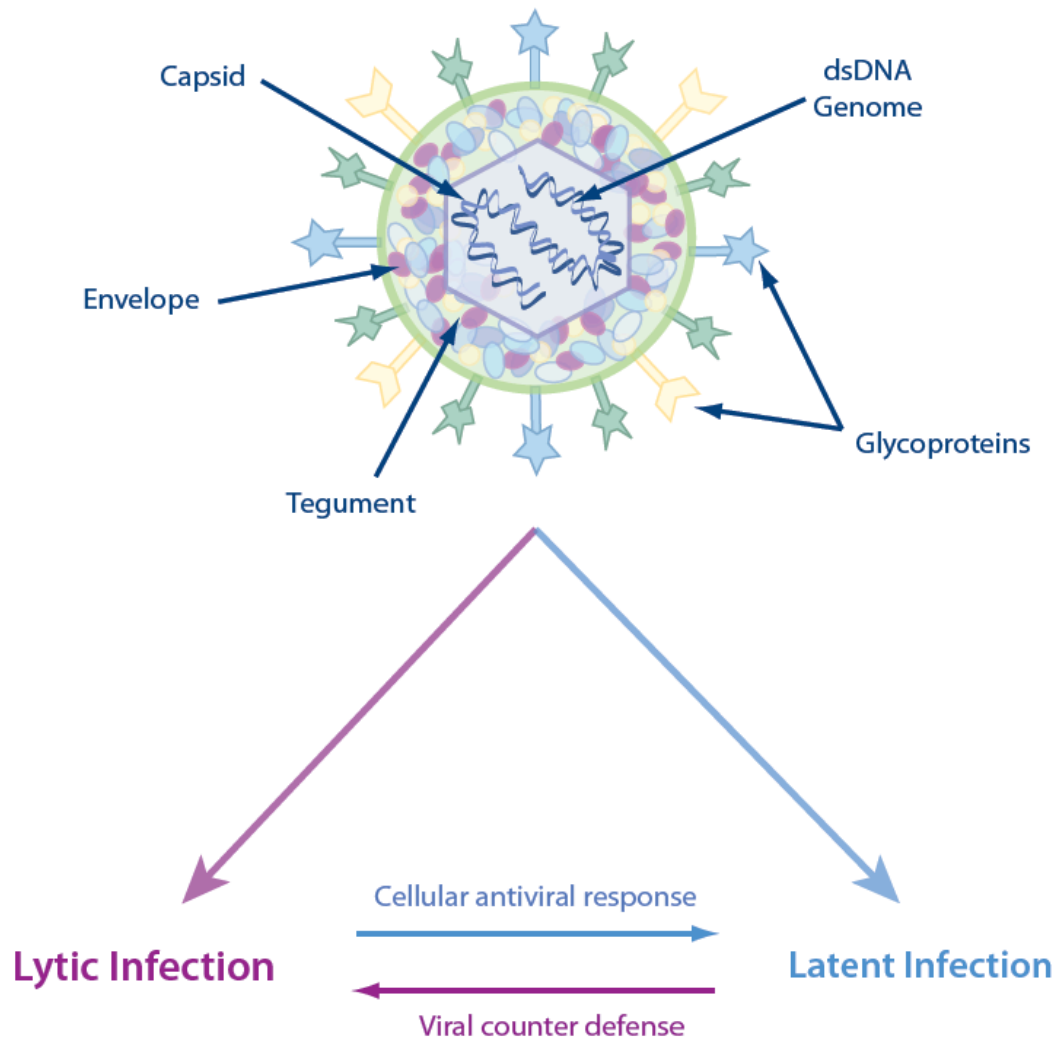 Capsid
dsDNA
Genome
Envelope
Glycoproteins
Tegument
Cellular antiviral response
Lytic Infection
Latent Infection
Viral counter defense